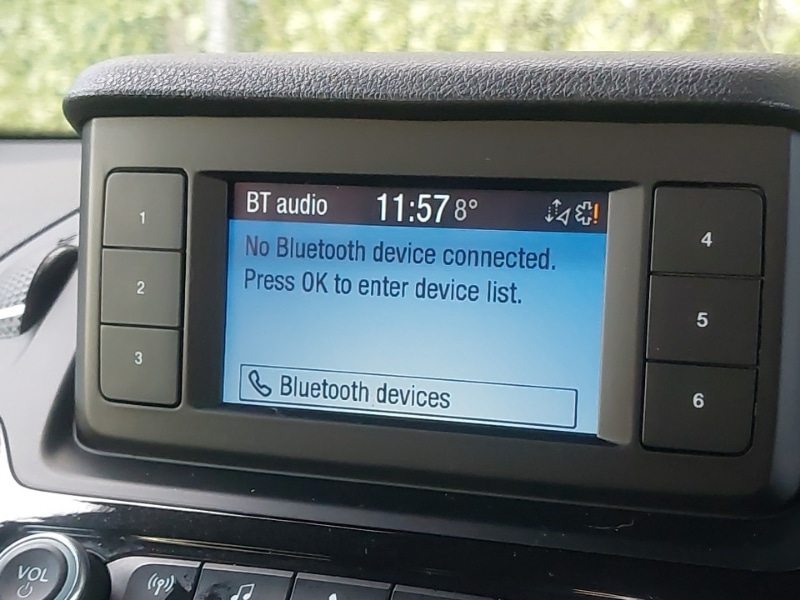 BT audio 11:57 8°
No Bluetooth device connected.
Press OK to enter device list.
Bluetooth devices
1
2
3
4
5
6
VOL